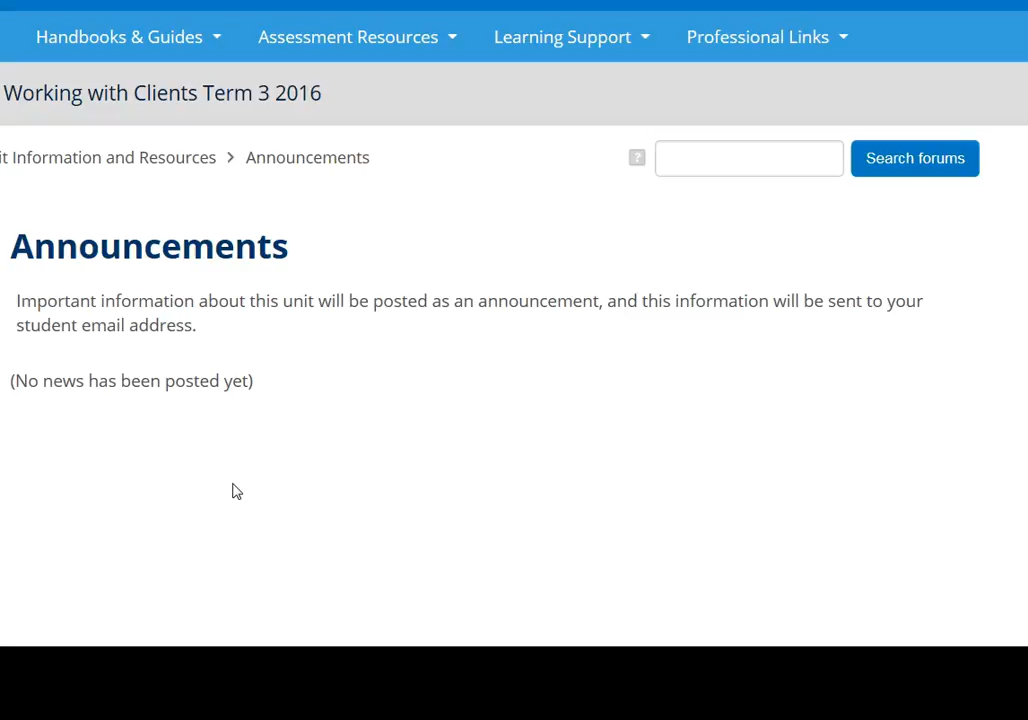 Handbooks & Guides Assessment Resources Learning Support Professional Links
Working with Clients Term 3 2016
it Information and Resources > Announcements ? Search forums
Announcements
Important information about this unit will be posted as an announcement, and this information will be sent to your
student email address.
(No news has been posted yet)